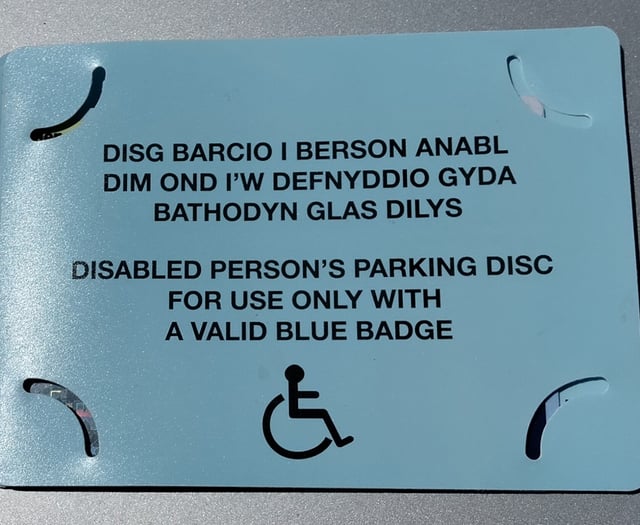 DISG BARCIO I BERSON ANABL
DIM OND I'W DEFNYDDIO GYDA
BATHODYN GLAS DILYS
DISABLED PERSON'S PARKING DISC
FOR USE ONLY WITH
A VALID BLUE BADGE